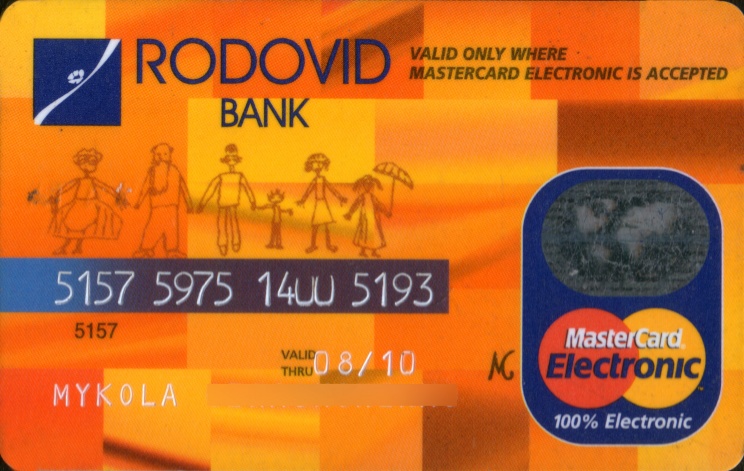 RODOVID
BANK
VALID ONLY WHERE
MASTERCARD ELECTRONIC IS ACCEPTED
5157 5975 5193
5157
VALID
THRU 08/10
MC
MYKOLA
MasterCard
Electronic
100% Electronic